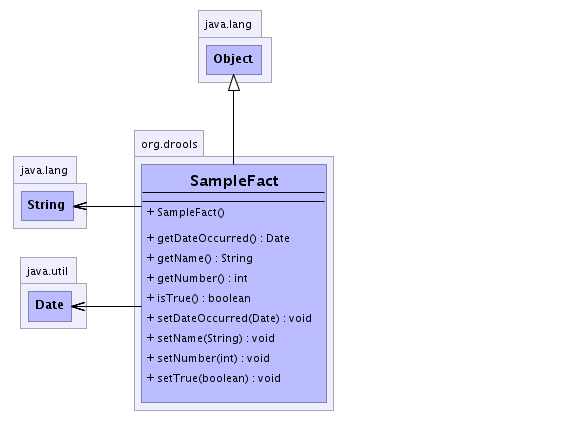 java.lang
Object
org.drools
java.lang
SampleFact
String
+ SampleFact()
+ getDateOccurred() : Date
+ getName() : String
java.util
+ getNumber() : int
Date
+ isTrue() : boolean
+ setDateOccurred(Date) : void
+ setName(String) : void
+ setNumber(int) : void
+ setTrue(boolean) : void